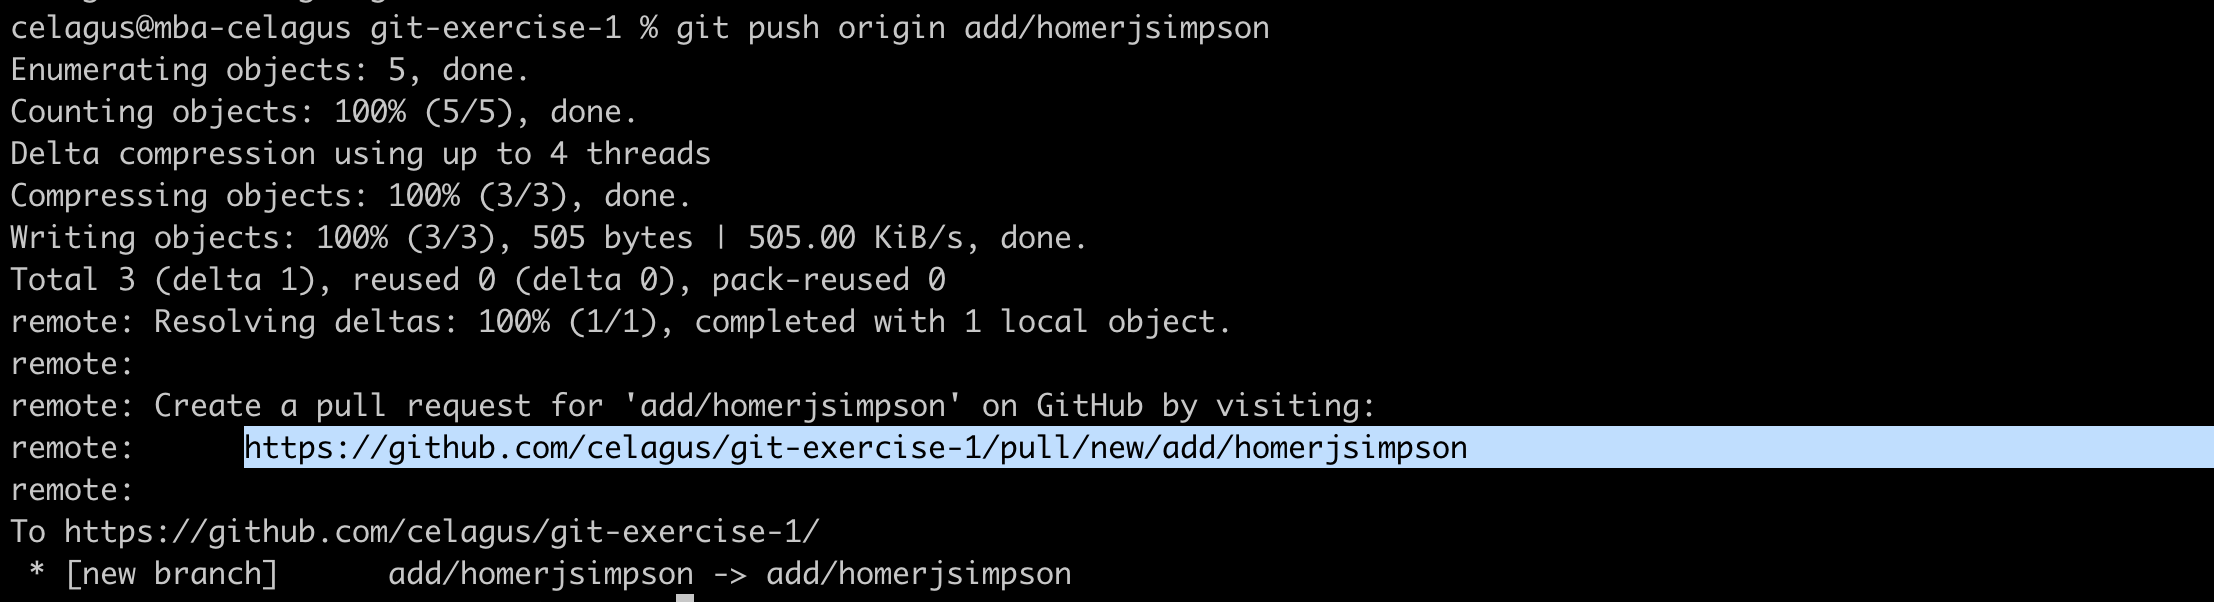 celagus@mba-celagus git-exercise-1 % git push origin add/homerjsimpson
Enumerating objects: 5, done.
Counting objects: 100% (5/5), done.
Delta compression using up to 4 threads
Compressing objects: 100% (3/3), done.
Writing objects: 100% (3/3), 505 bytes | 505.00 KiB/s, done.
Total 3 (delta 1), reused 0 (delta 0), pack-reused 0
remote: Resolving deltas: 100% (1/1), completed with 1 local object.
remote:
remote: Create a pull request for 'add/homerjsimpson' on GitHub by visiting:
remote:      https://github.com/celagus/git-exercise-1/pull/new/add/homerjsimpson
remote:
To https://github.com/celagus/git-exercise-1/
 * [new branch]      add/homerjsimpson -> add/homerjsimpson